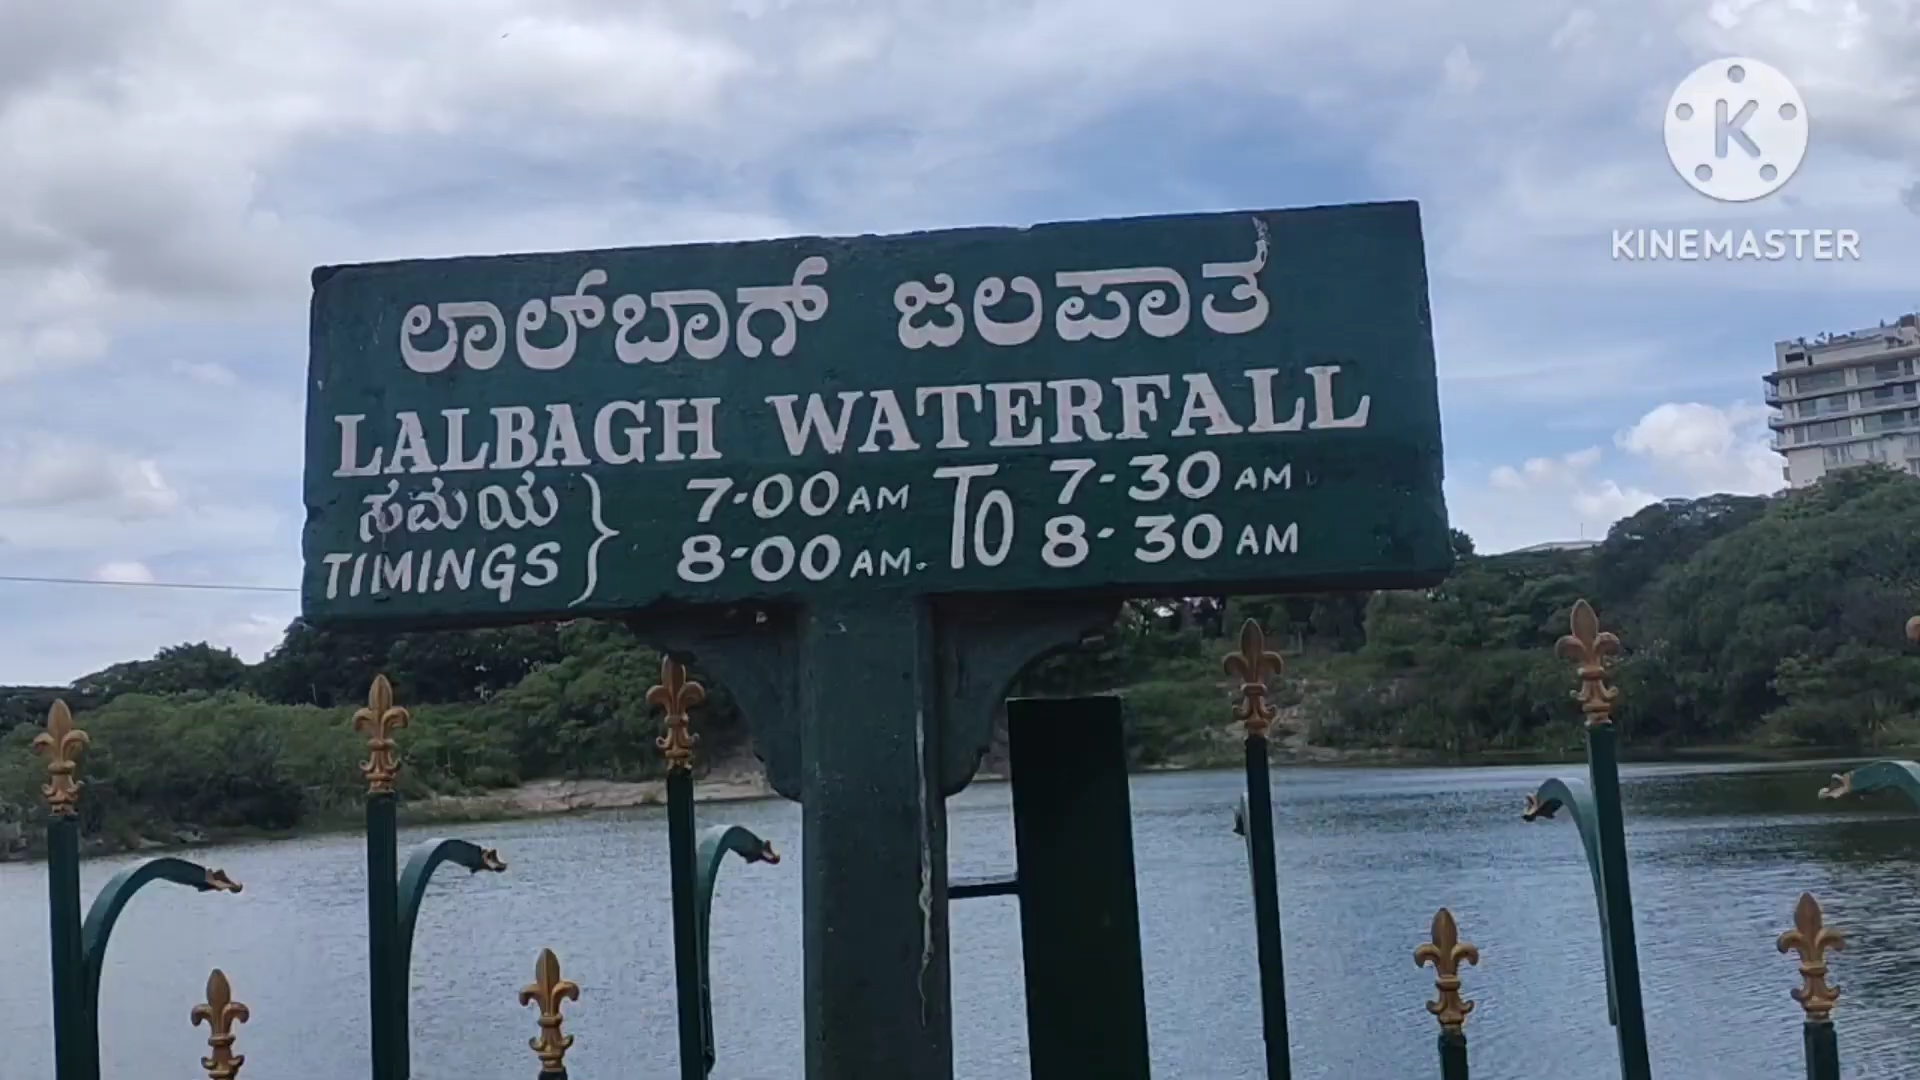 ಲಾಲ್‌ಬಾಗ್ ಜಲಪಾತ
LALBAGH WATERFALL
ಸಮಯ
TIMINGS } 7-00 AM TO 7-30 AM
8-00 AM. 8-30 AM
K
KINEMASTER